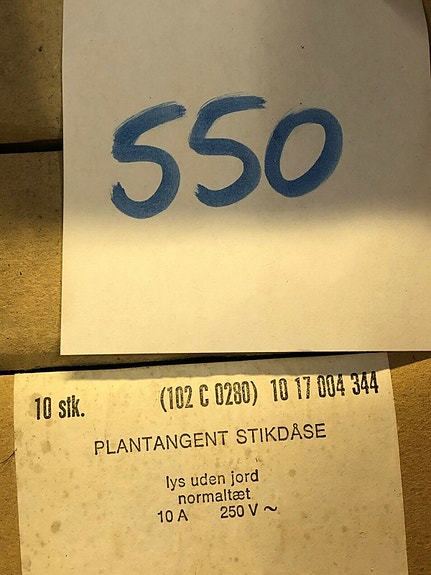 550
10 stk. (102 C 0280) 10 17 004 344
PLANTANGENT STIKDÅSE
lys uden jord
normaltæt
10 A 250 V ~